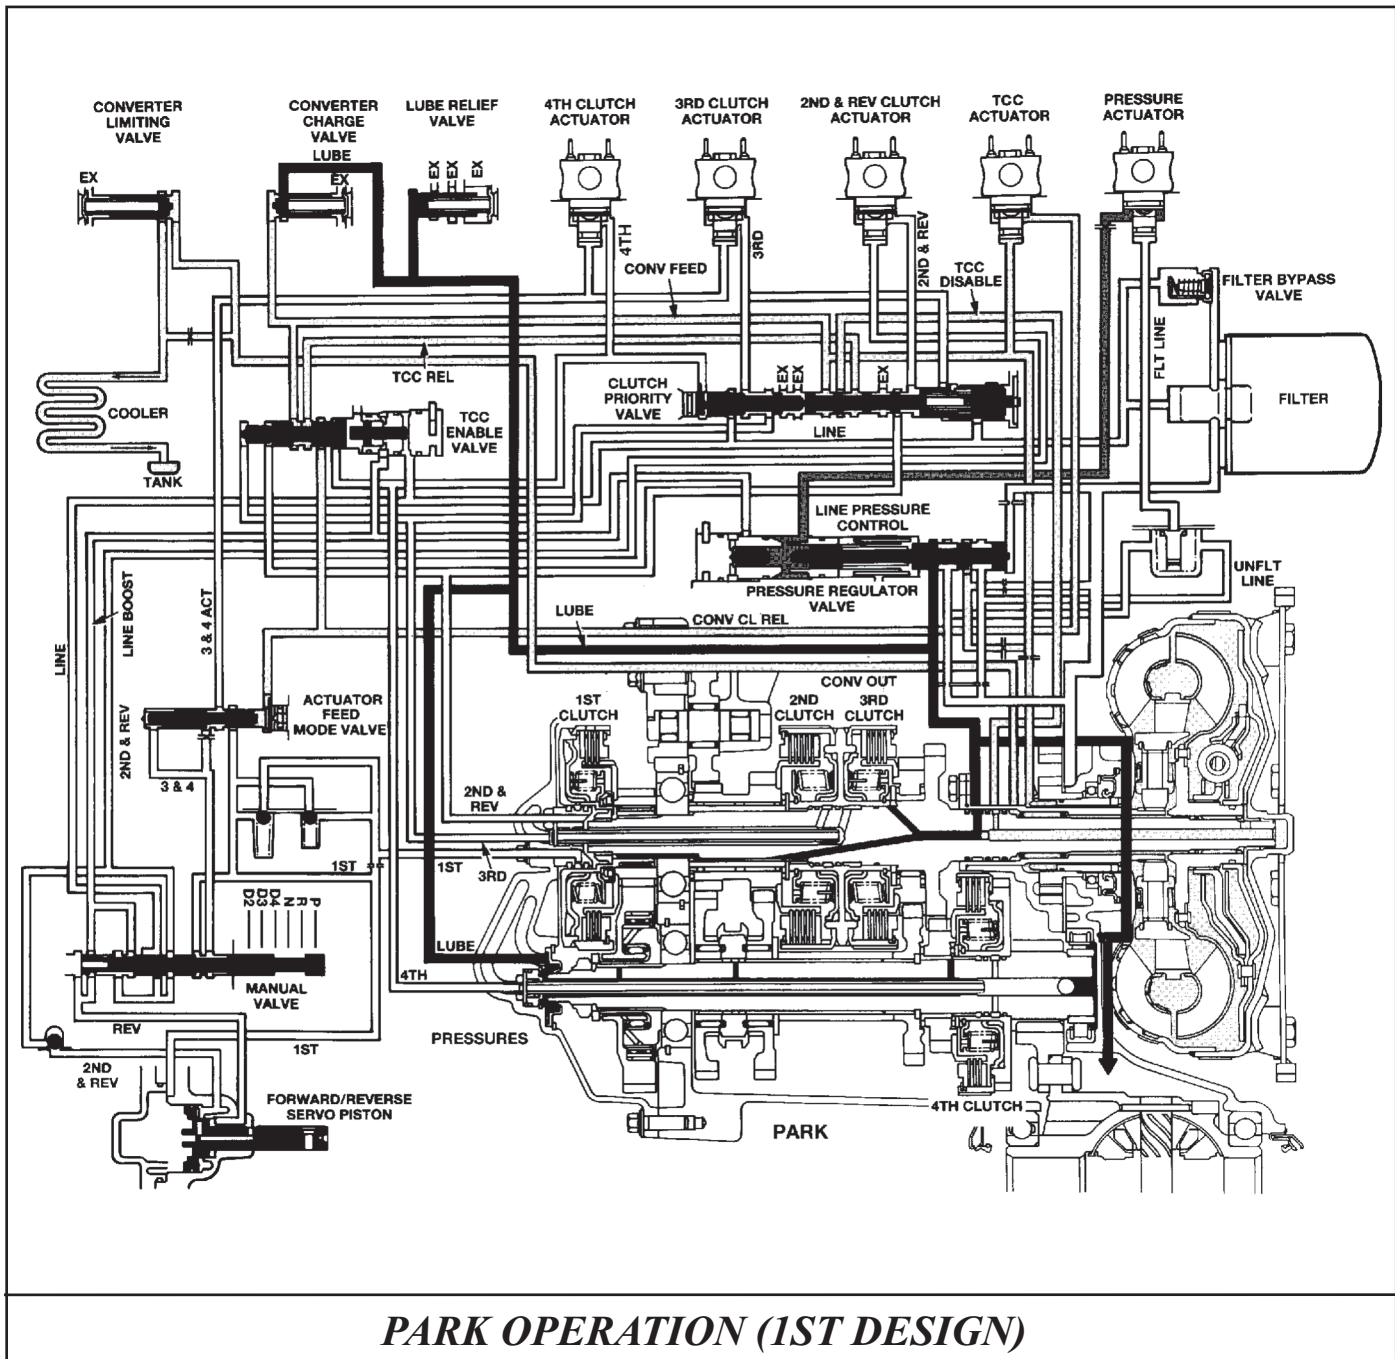 CONVERTER
LIMITING
VALVE
CONVERTER
CHARGE
VALVE
LUBE RELIEF
VALVE
4TH CLUTCH
ACTUATOR
3RD CLUTCH
ACTUATOR
2ND & REV CLUTCH
ACTUATOR
TCC
ACTUATOR
PRESSURE
ACTUATOR
LUBE
EX
EX
EX
EX
EX
4TH
3RD
2ND & REV
CONV FEED
TCC
DISABLE
FILTER BYPASS
VALVE
FLT LINE
TCC REL
CLUTCH
PRIORITY
VALVE
EX
EX
EX
FILTER
COOLER
TCC
ENABLE
VALVE
LINE
TANK
LINE PRESSURE
CONTROL
UNFLT
LINE
PRESSURE REGULATOR
VALVE
LINE BOOST
3 & 4 ACT
LUBE
CONV CL REL
LINE
2ND & REV
ACTUATOR
FEED
MODE VALVE
CONV OUT
1ST
CLUTCH
2ND
CLUTCH
3RD
CLUTCH
3 & 4
2ND &
REV
1ST
1ST
3RD
D2
D3
D4
N
R
P
LUBE
4TH
MANUAL
VALVE
REV
1ST
PRESSURES
2ND
& REV
FORWARD/REVERSE
SERVO PISTON
4TH CLUTCH
PARK
PARK OPERATION (1ST DESIGN)